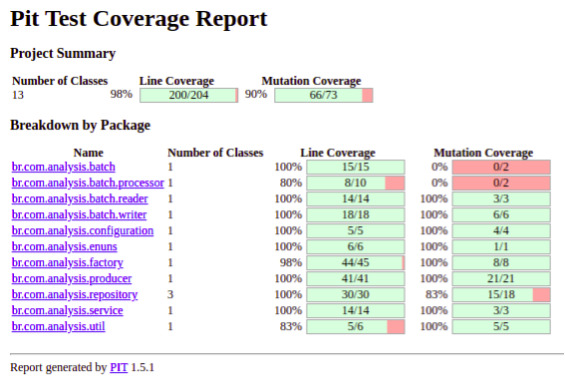 Pit Test Coverage Report
Project Summary
Number of Classes Line Coverage Mutation Coverage
13 98% 200/204 90% 66/73
Breakdown by Package
Name Number of Classes Line Coverage Mutation Coverage
br.com.analysis.batch 1 100% 15/15 0% 0/2
br.com.analysis.batch.processor 1 80% 8/10 0% 0/2
br.com.analysis.batch.reader 1 100% 14/14 100% 3/3
br.com.analysis.batch.writer 1 100% 18/18 100% 6/6
br.com.analysis.configuration 1 100% 5/5 100% 4/4
br.com.analysis.enuns 1 100% 6/6 100% 1/1
br.com.analysis.factory 1 98% 44/45 100% 8/8
br.com.analysis.producer 1 100% 41/41 100% 21/21
br.com.analysis.repository 3 100% 30/30 83% 15/18
br.com.analysis.service 1 100% 14/14 100% 3/3
br.com.analysis.util 1 83% 5/6 100% 5/5
Report generated by PIT 1.5.1